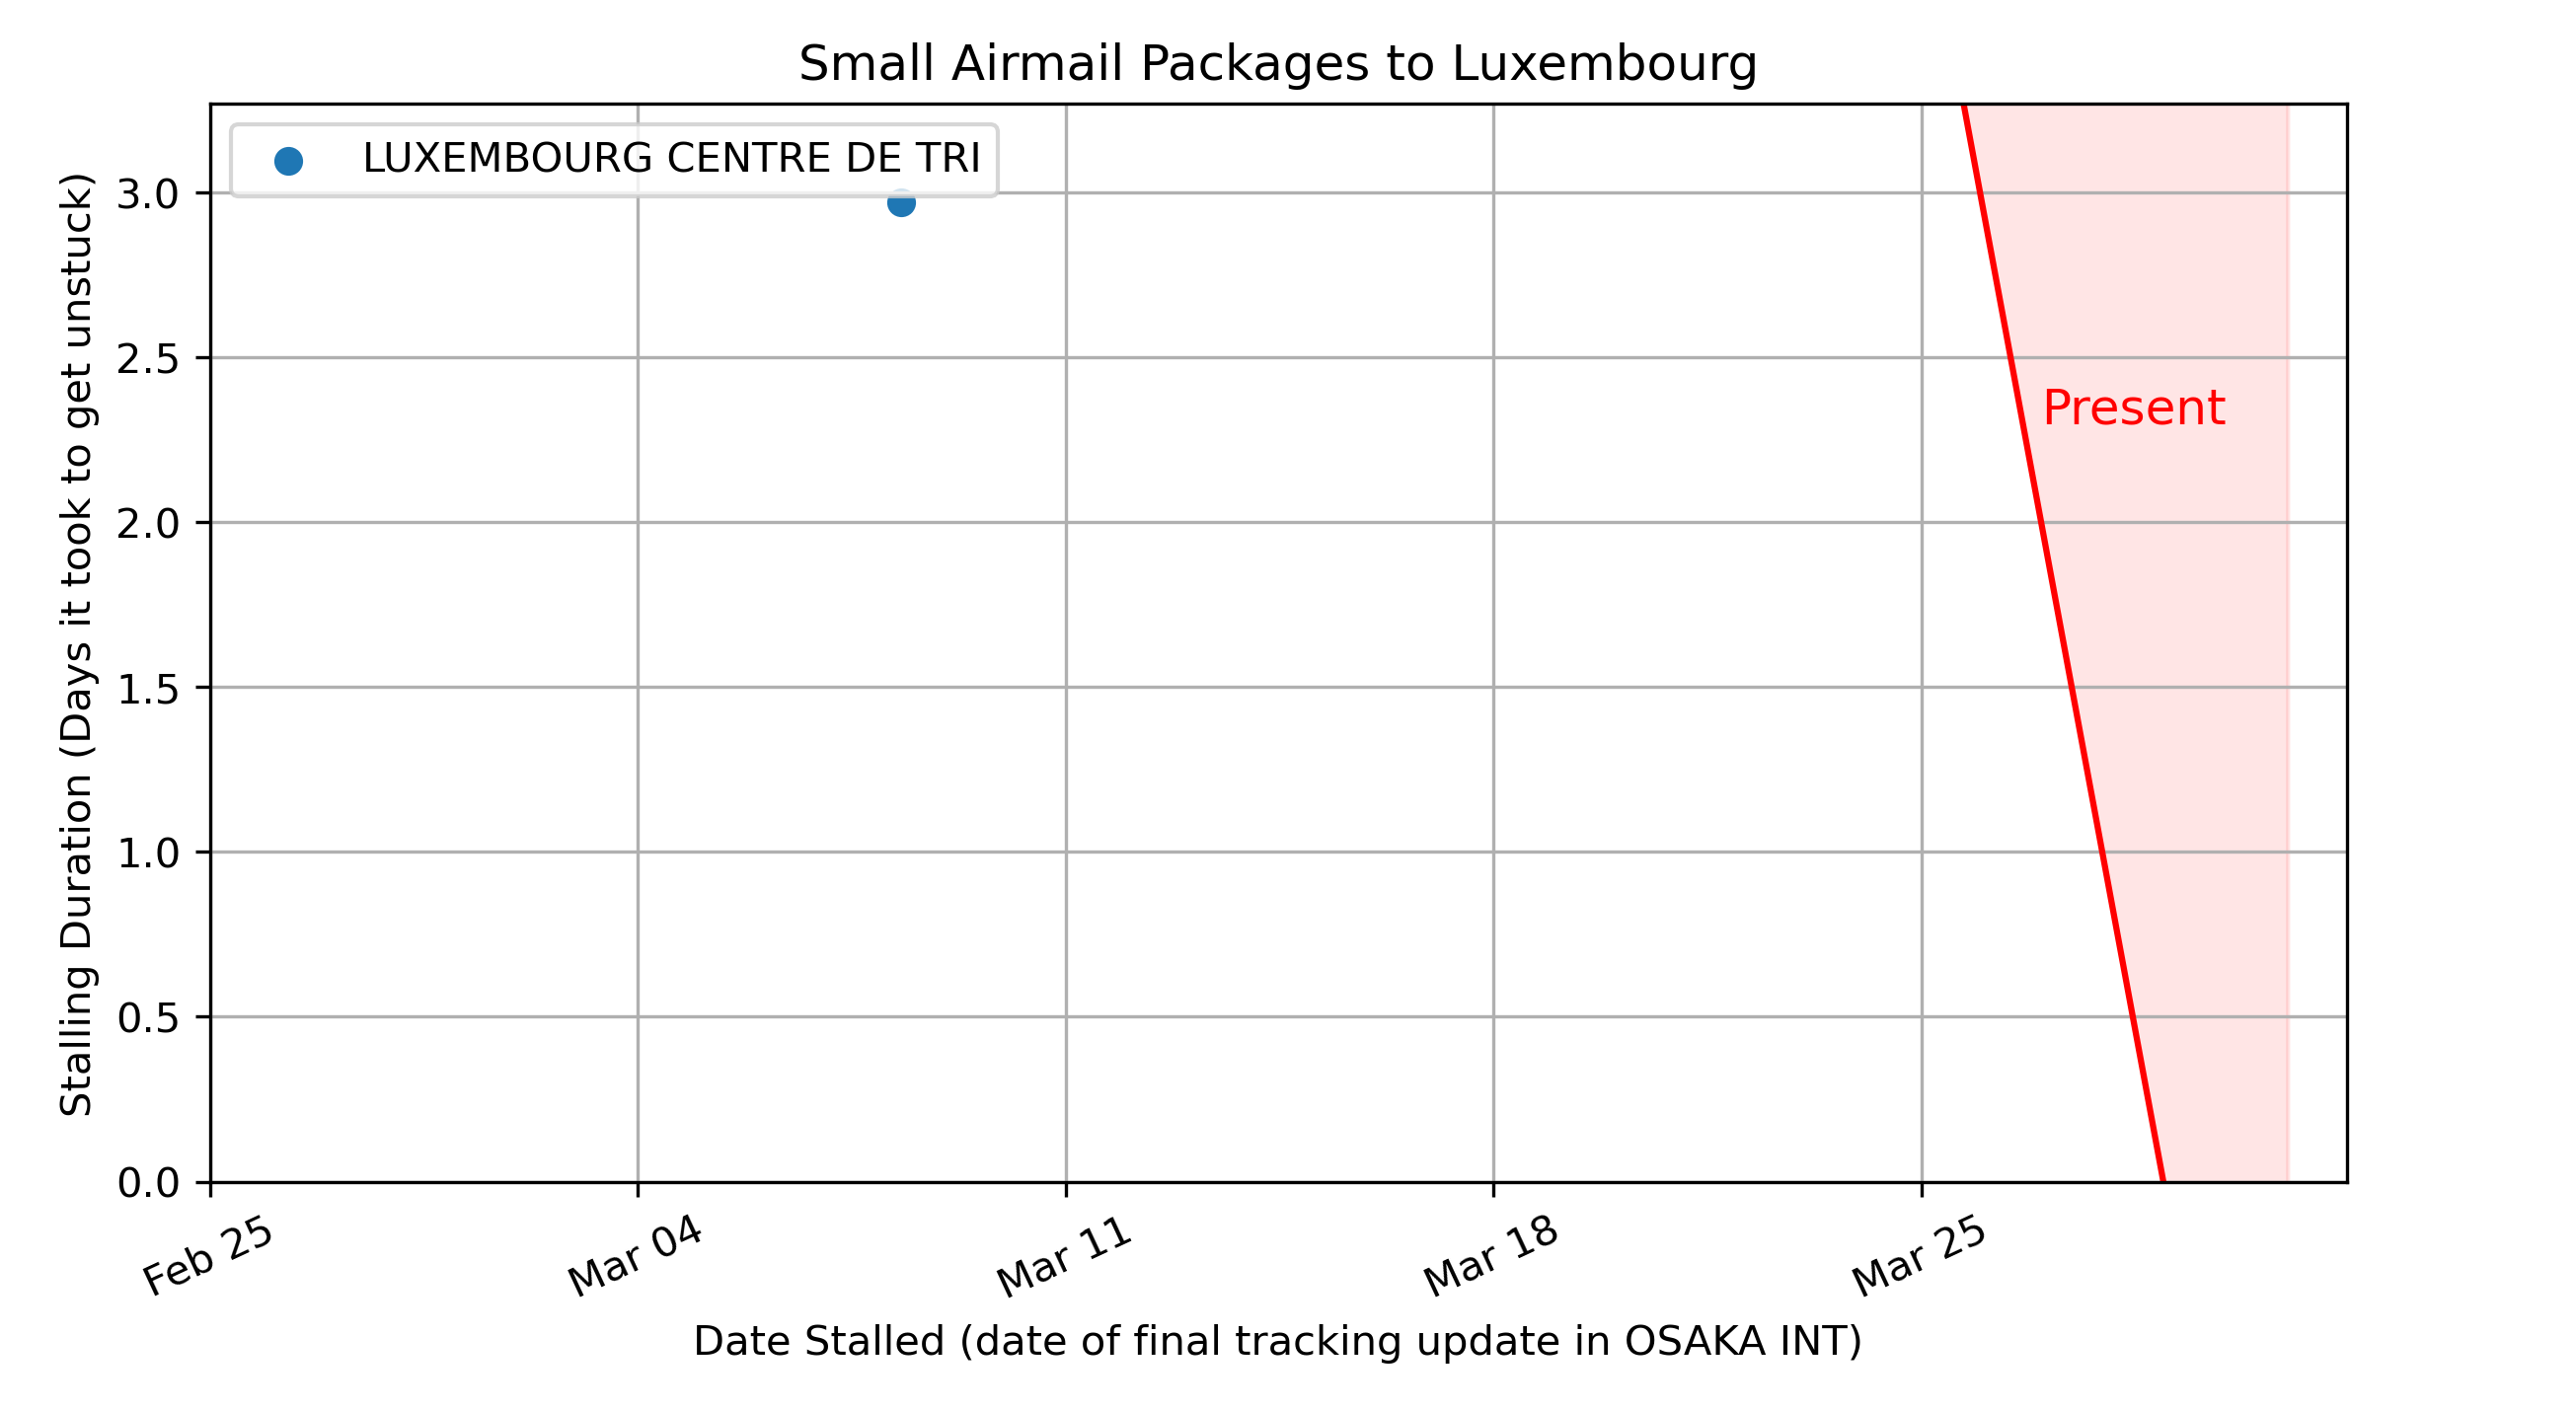 Small Airmail Packages to Luxembourg
LUXEMBOURG CENTRE DE TRI
Stalling Duration (Days it took to get unstuck)
3.0
2.5
2.0
1.5
1.0
0.5
0.0
Present
Feb 25
Mar 04
Mar 11
Mar 18
Mar 25
Date Stalled (date of final tracking update in OSAKA INT)